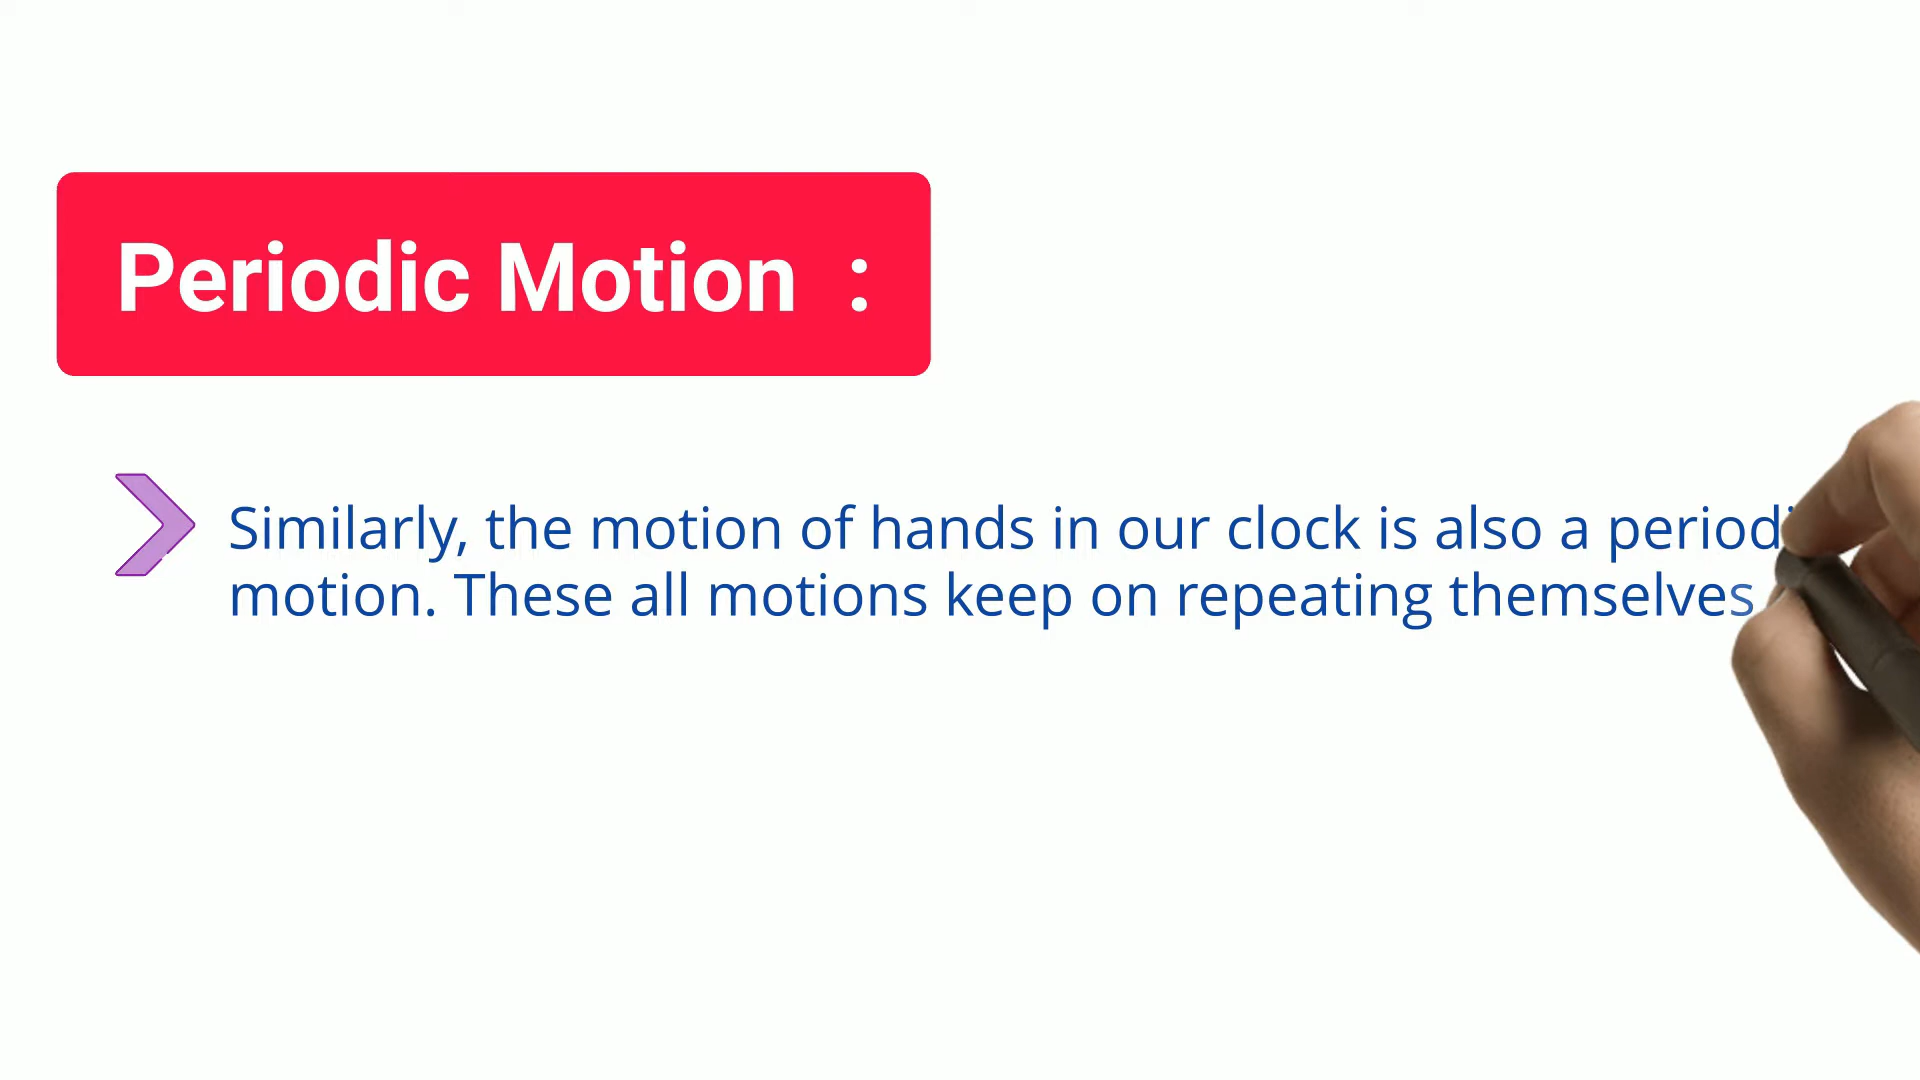 Periodic Motion :
Similarly, the motion of hands in our clock is also a periodi
motion. These all motions keep on repeating themselves